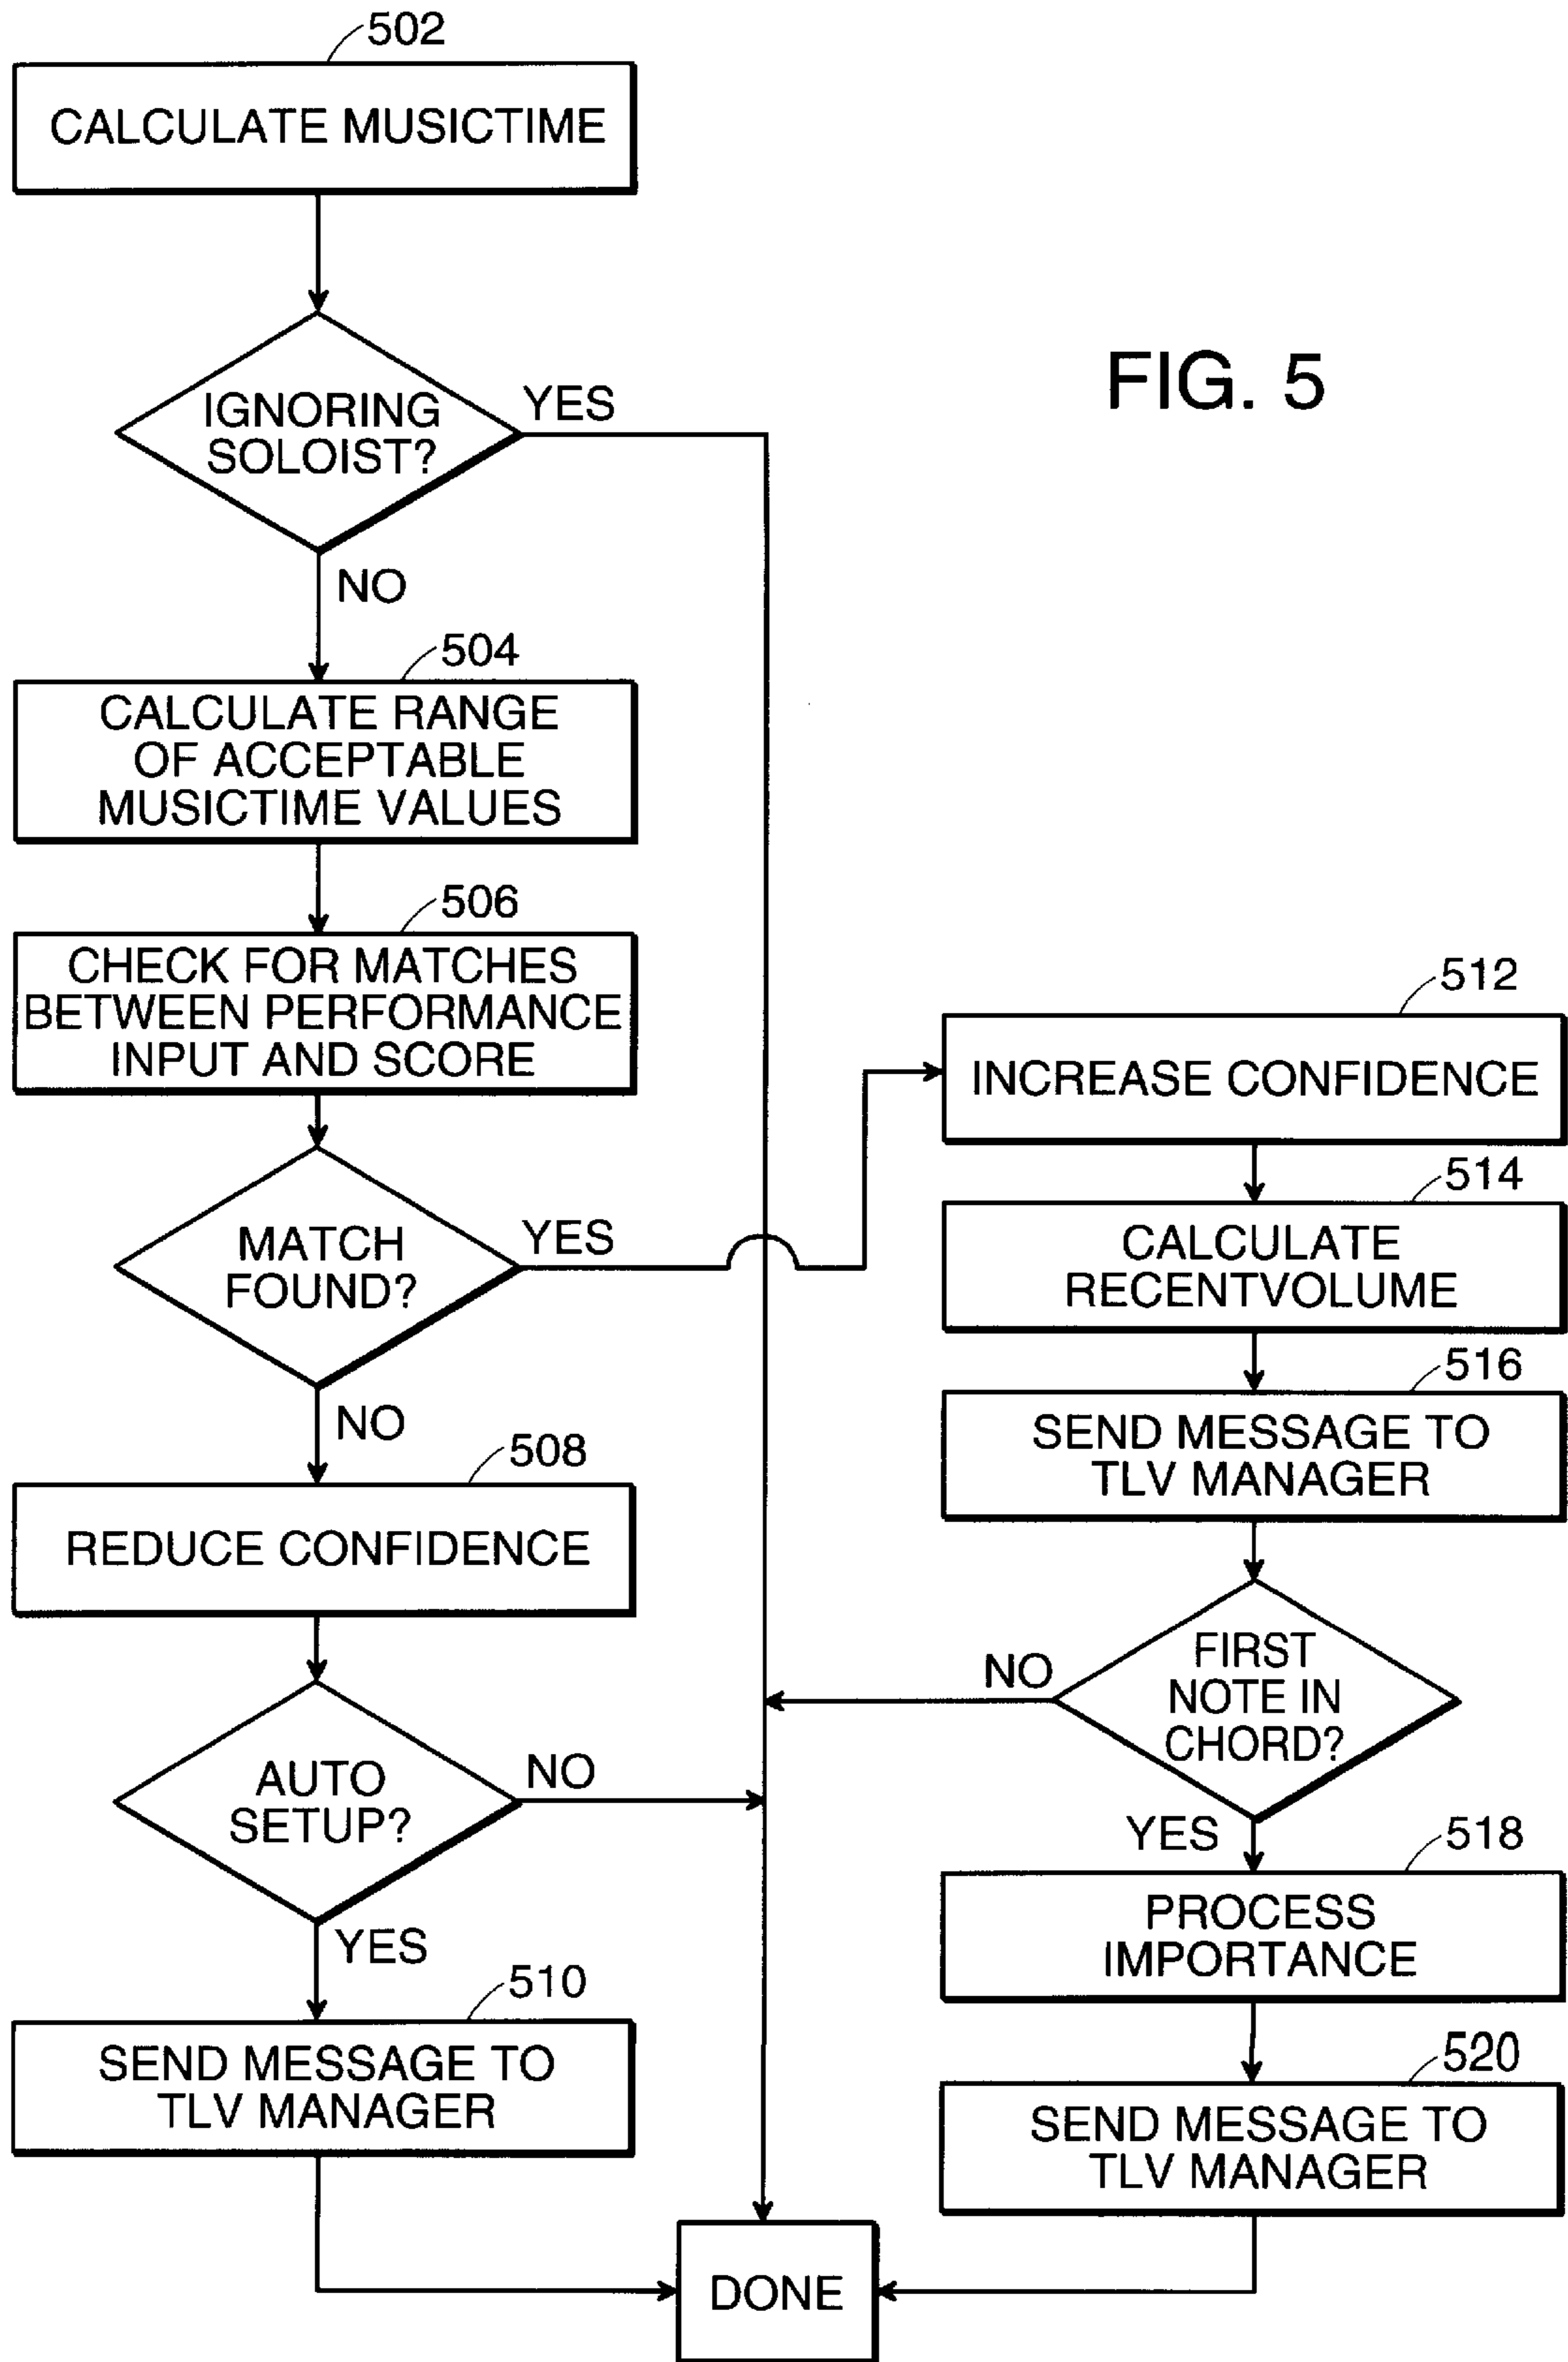 502
CALCULATE MUSICTIME
FIG. 5
IGNORING
SOLOIST?
YES
NO
504
CALCULATE RANGE
OF ACCEPTABLE
MUSICTIME VALUES
506
CHECK FOR MATCHES
BETWEEN PERFORMANCE
INPUT AND SCORE
MATCH
FOUND?
YES
NO
508
REDUCE CONFIDENCE
AUTO
SETUP?
NO
YES
510
SEND MESSAGE TO
TLV MANAGER
512
INCREASE CONFIDENCE
514
CALCULATE
RECENTVOLUME
516
SEND MESSAGE TO
TLV MANAGER
FIRST
NOTE IN
CHORD?
NO
YES
518
PROCESS
IMPORTANCE
520
SEND MESSAGE TO
TLV MANAGER
DONE